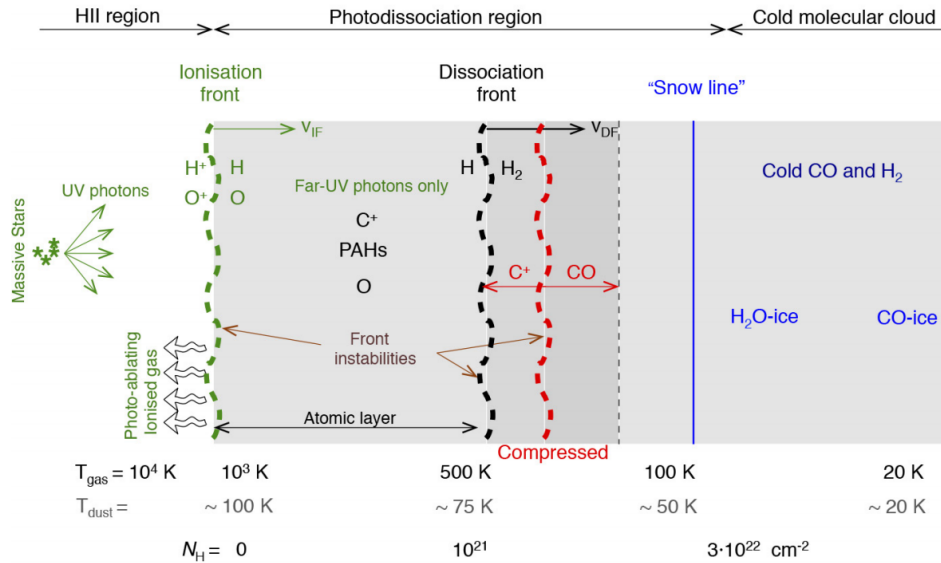 HII region
Photodissociation region
Cold molecular cloud
Ionisation
front
Dissociation
front
“Snow line”
V_IF
V_DF
H⁺ H
O⁺ O
H H₂
UV photons
Massive Stars
Far-UV photons only
C⁺
PAHs
O
C⁺ CO
Cold CO and H₂
H₂O-ice
CO-ice
Front
instabilities
Photo-ablating
Ionised gas
Atomic layer
Compressed
T_gas = 10⁴ K 10³ K 500 K 100 K 20 K
T_dust = ~ 100 K ~ 75 K ~ 50 K ~ 20 K
N_H = 0 10²¹ 3·10²² cm⁻²